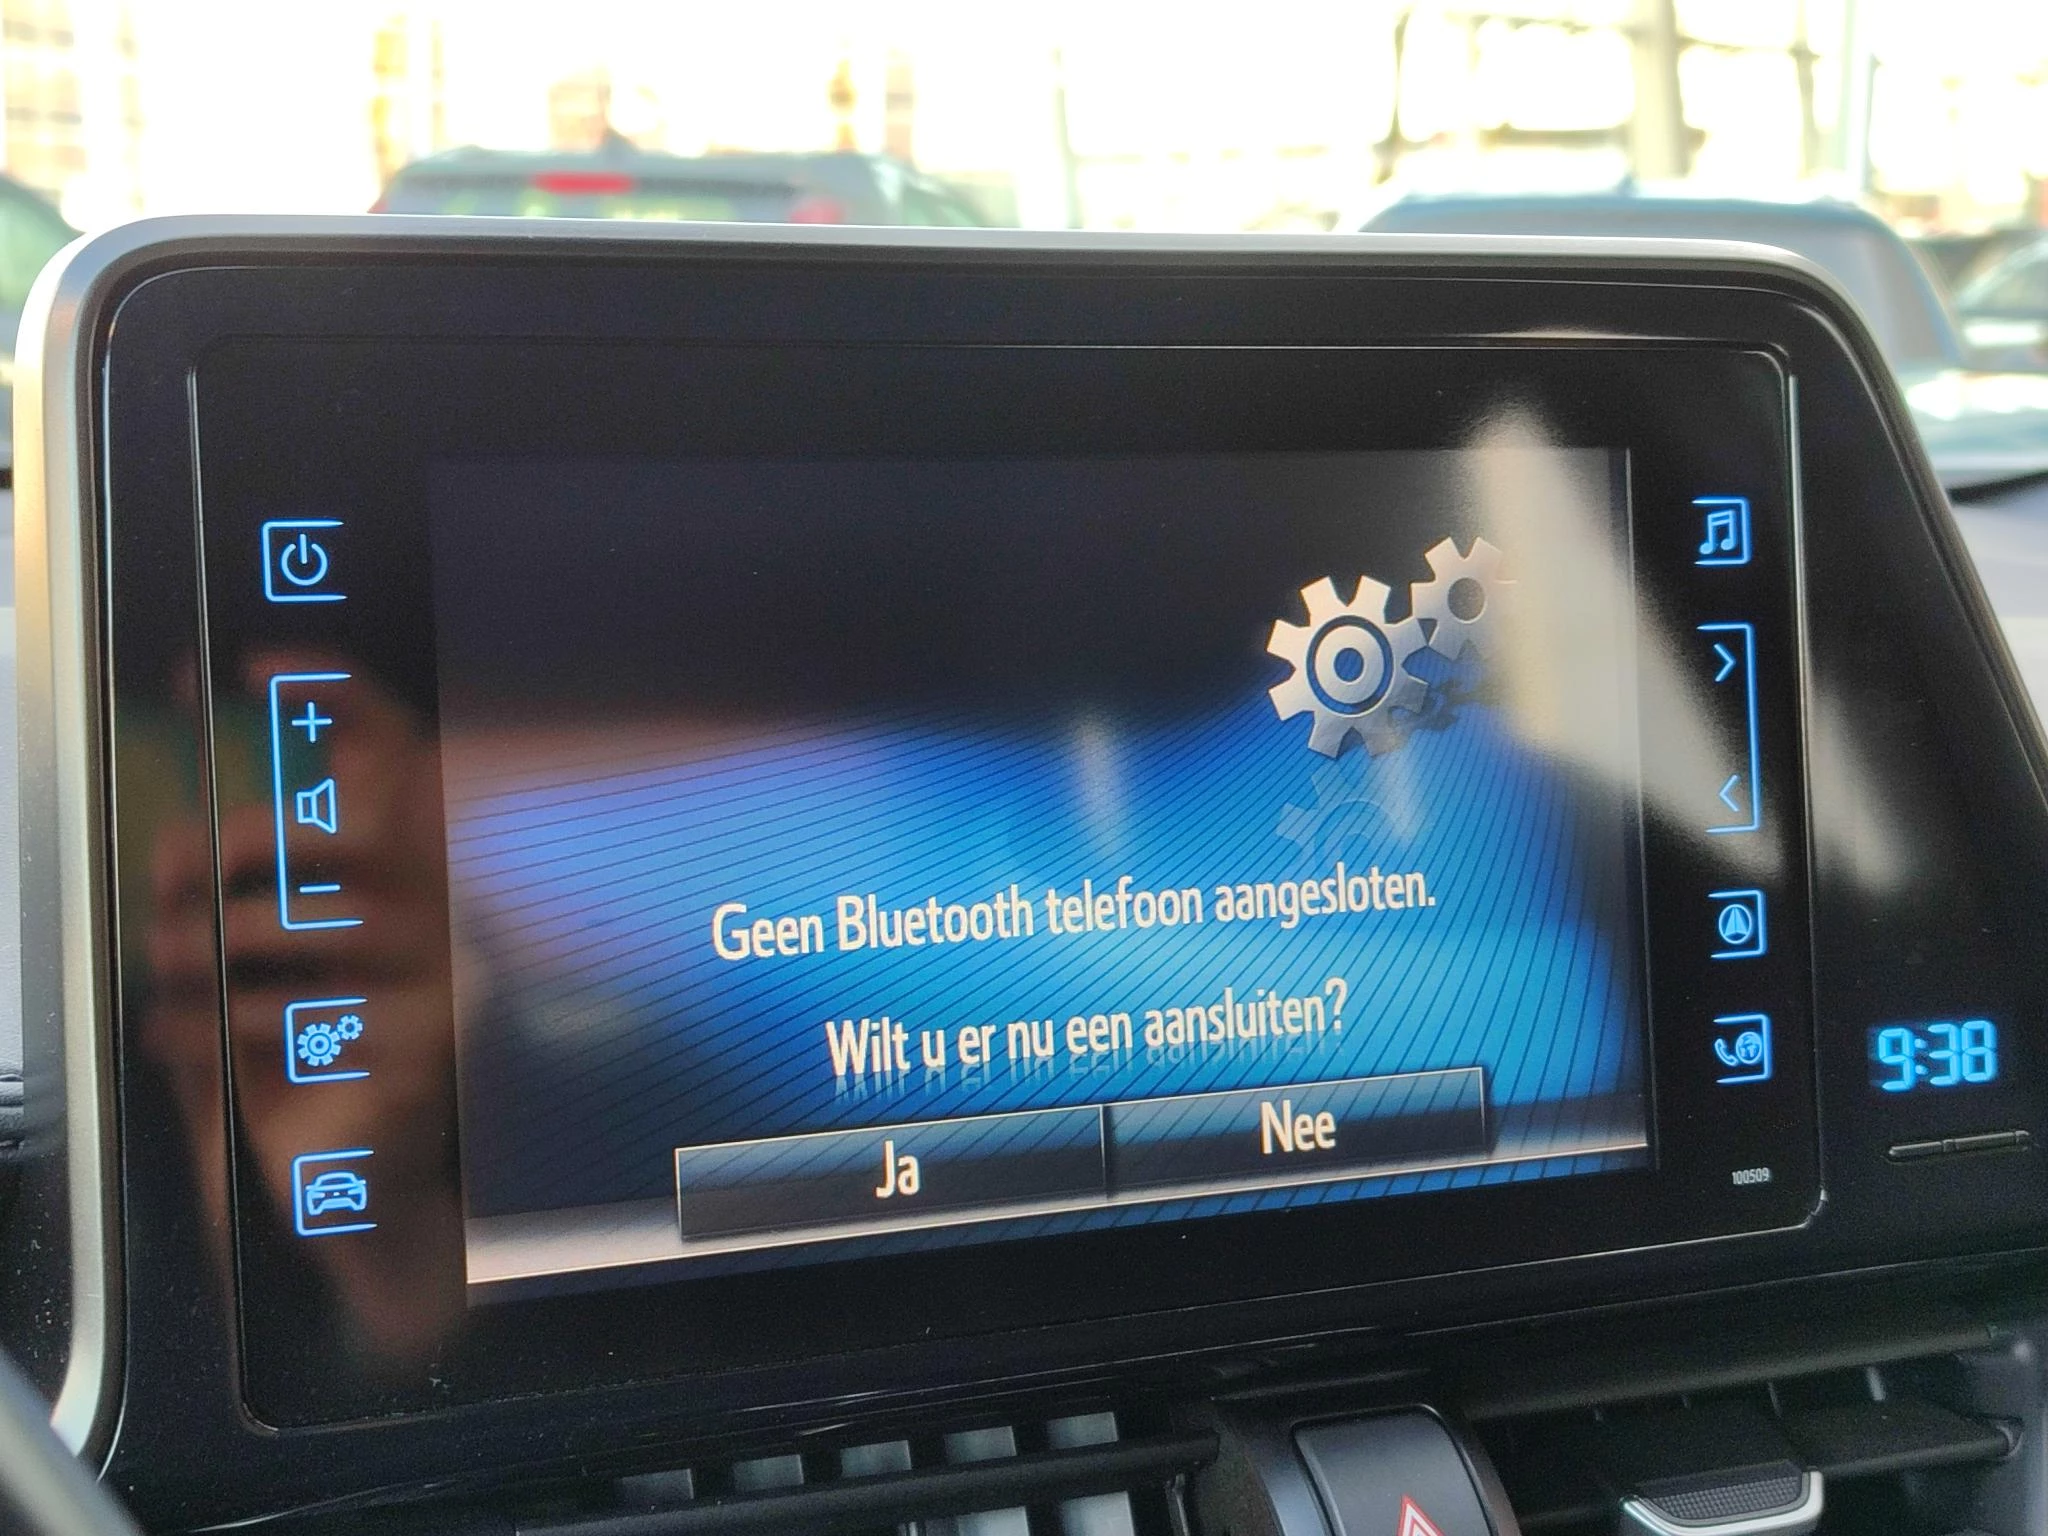 Geen Bluetooth telefoon aangesloten.
Wilt u er nu een aansluiten?
Ja
Nee
9:38
100509